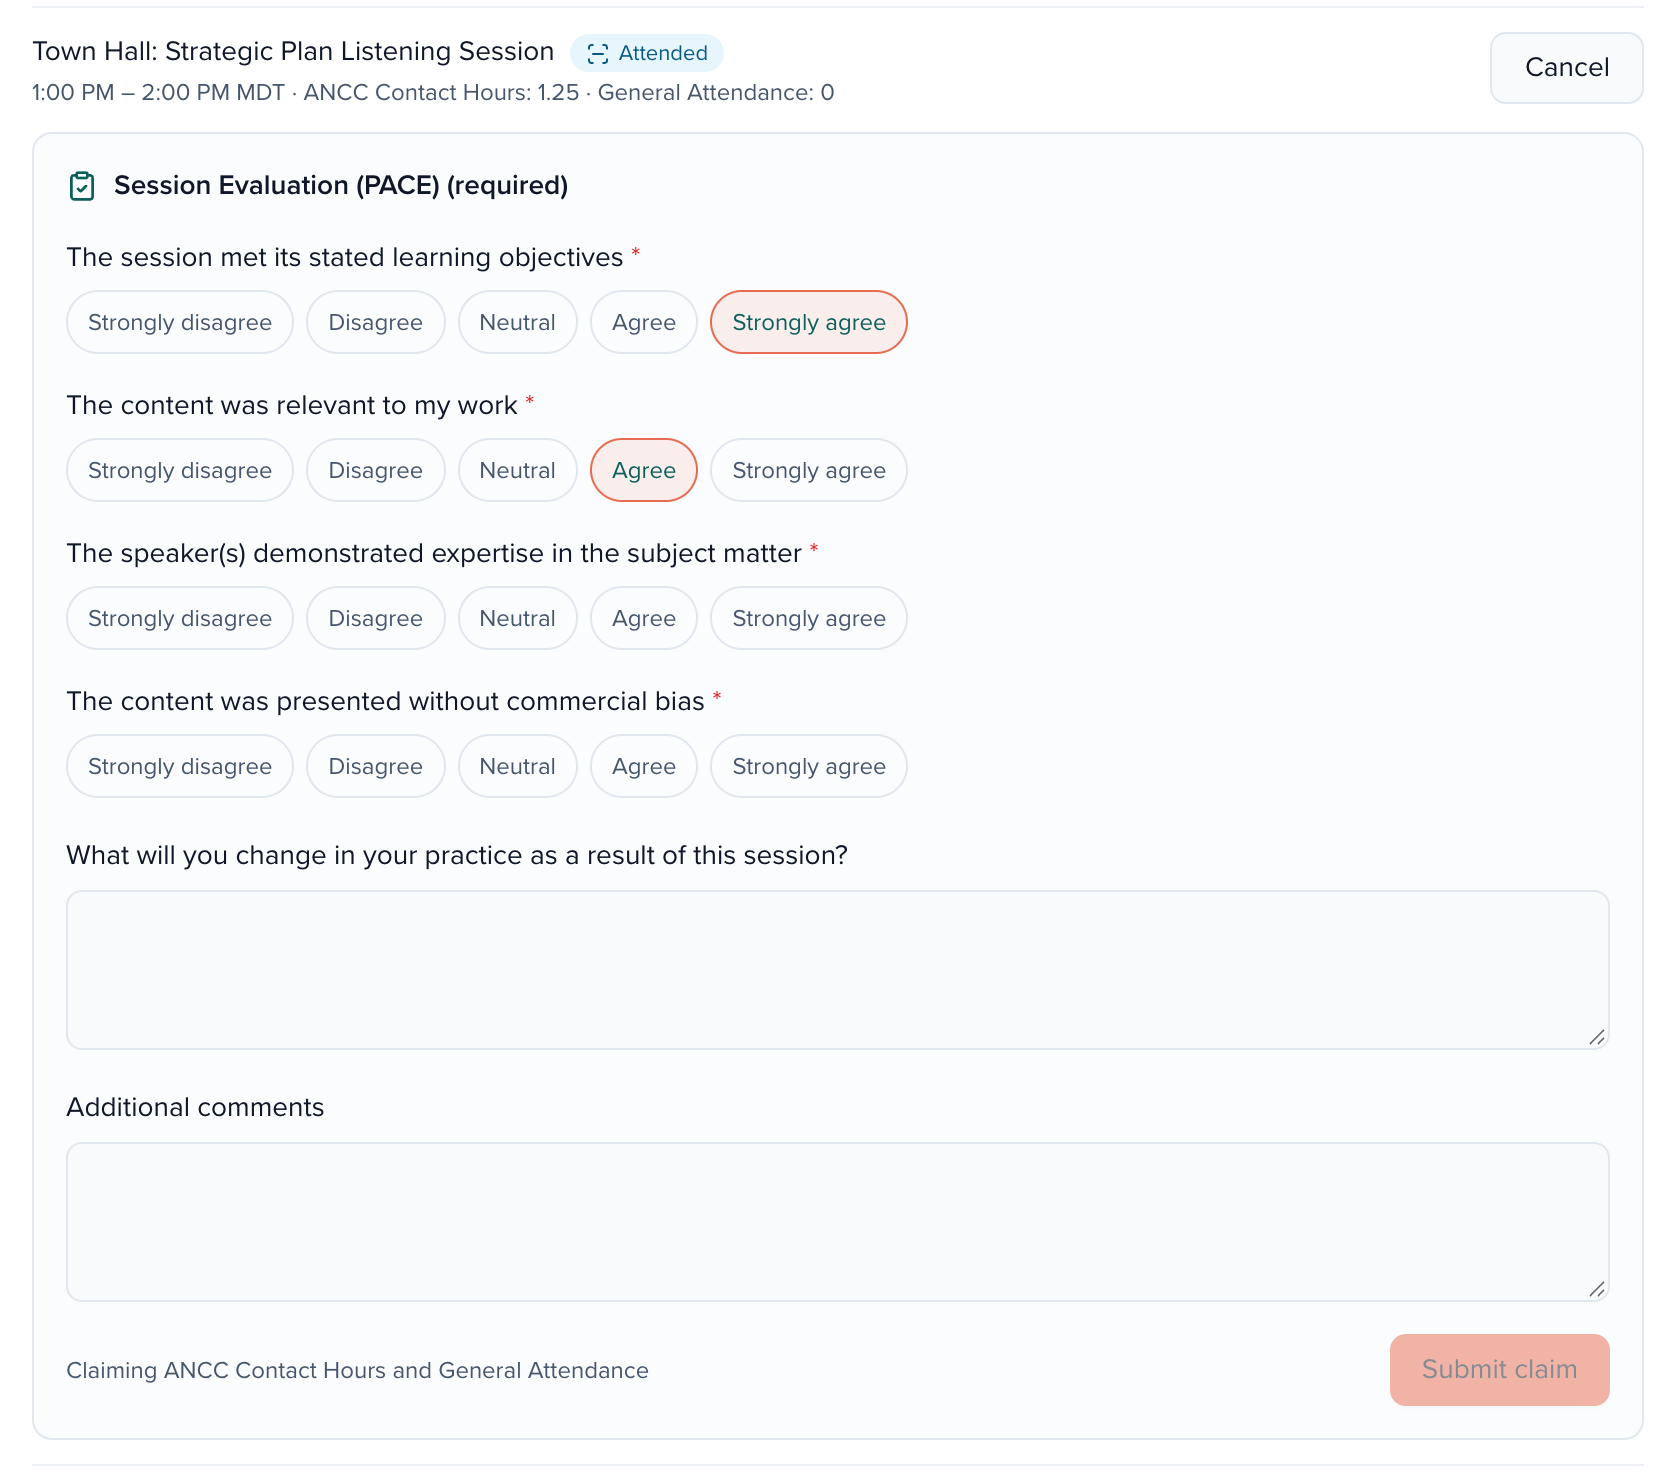 Town Hall: Strategic Plan Listening Session Attended
Cancel
1:00 PM – 2:00 PM MDT · ANCC Contact Hours: 1.25 · General Attendance: 0
Session Evaluation (PACE) (required)
The session met its stated learning objectives *
Strongly disagree Disagree Neutral Agree Strongly agree
The content was relevant to my work *
Strongly disagree Disagree Neutral Agree Strongly agree
The speaker(s) demonstrated expertise in the subject matter *
Strongly disagree Disagree Neutral Agree Strongly agree
The content was presented without commercial bias *
Strongly disagree Disagree Neutral Agree Strongly agree
What will you change in your practice as a result of this session?
Additional comments
Claiming ANCC Contact Hours and General Attendance
Submit claim